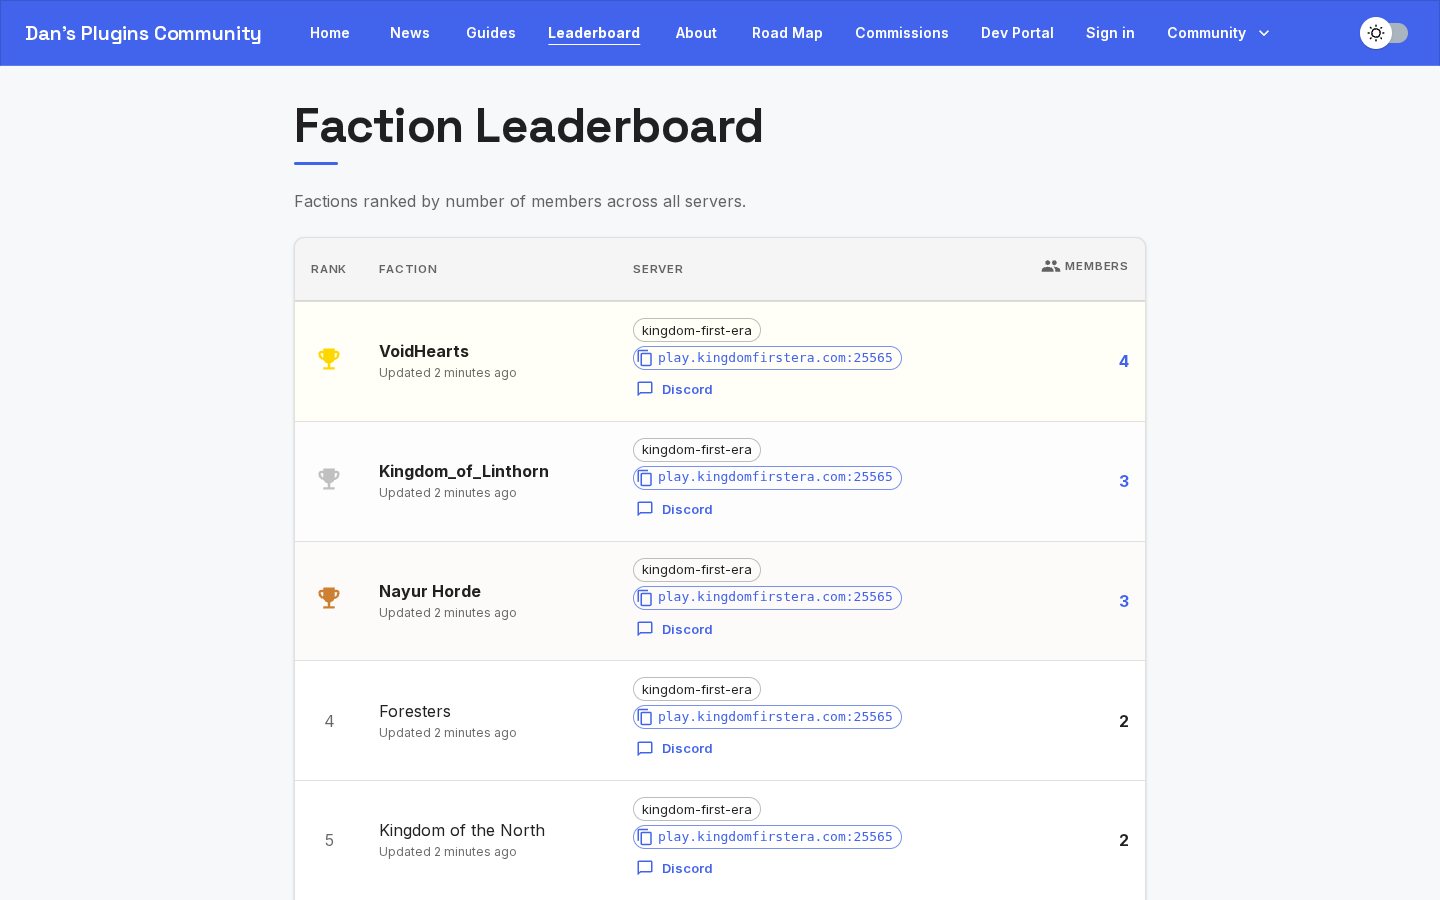 Dan's Plugins Community Home News Guides Leaderboard About Road Map Commissions Dev Portal Sign in Community
Faction Leaderboard
Factions ranked by number of members across all servers.
RANK FACTION SERVER MEMBERS
VoidHearts
Updated 2 minutes ago
kingdom-first-era
play.kingdomfirstera.com:25565
Discord
4
Kingdom_of_Linthorn
Updated 2 minutes ago
kingdom-first-era
play.kingdomfirstera.com:25565
Discord
3
Nayur Horde
Updated 2 minutes ago
kingdom-first-era
play.kingdomfirstera.com:25565
Discord
3
4
Foresters
Updated 2 minutes ago
kingdom-first-era
play.kingdomfirstera.com:25565
Discord
2
5
Kingdom of the North
Updated 2 minutes ago
kingdom-first-era
play.kingdomfirstera.com:25565
Discord
2